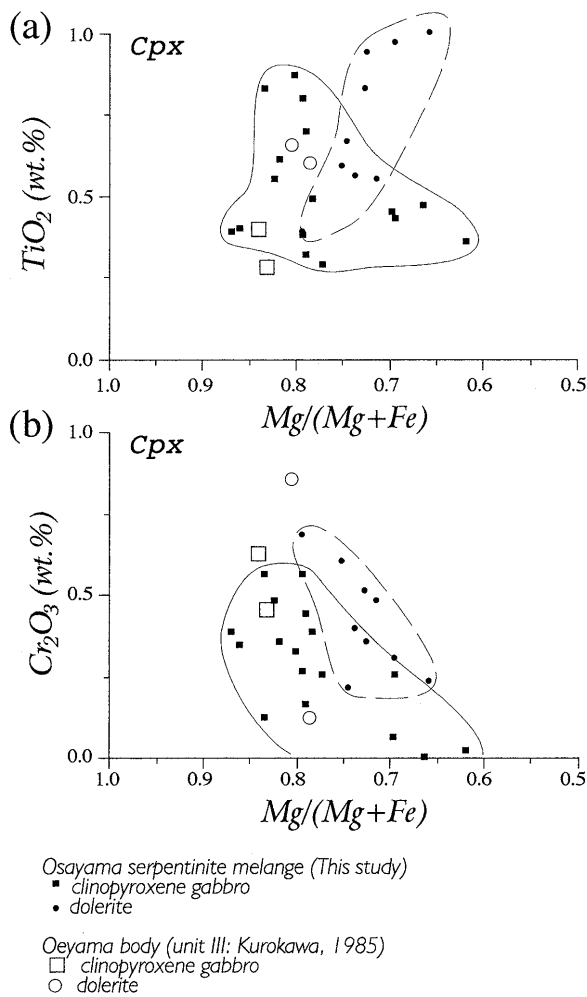 (a)
Cpx
1.0
0.5
0.0
TiO2 (wt.%)
1.0 0.9 0.8 0.7 0.6 0.5
Mg/(Mg+Fe)
(b)
Cpx
1.0
0.5
0.0
Cr2O3 (wt.%)
1.0 0.9 0.8 0.7 0.6 0.5
Mg/(Mg+Fe)
Osayama serpentinite melange (This study)
clinopyroxene gabbro
dolerite
Oeyama body (unit III: Kurokawa, 1985)
clinopyroxene gabbro
dolerite